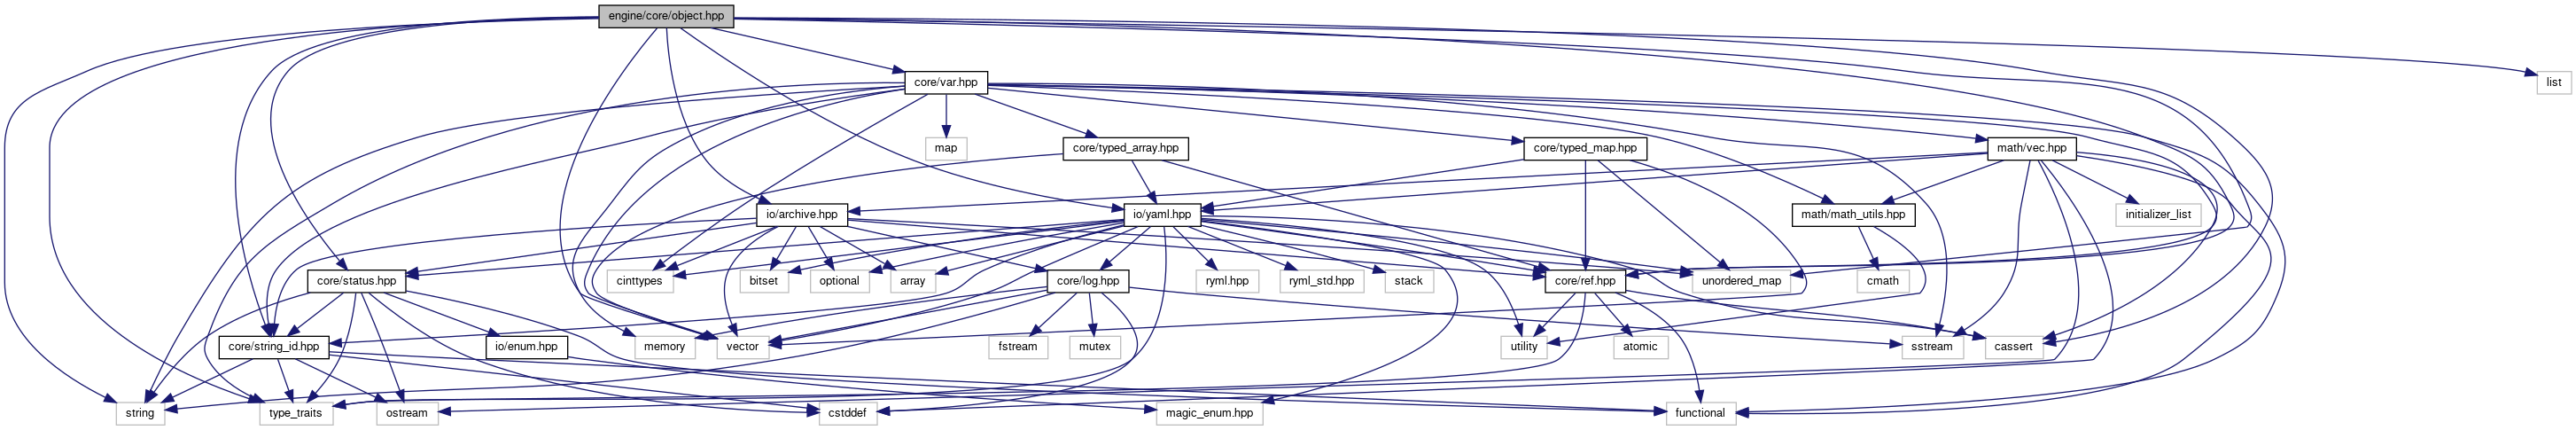 engine/core/object.hpp
list
core/var.hpp
map
core/typed_array.hpp
core/typed_map.hpp
math/vec.hpp
io/archive.hpp
io/yaml.hpp
math/math_utils.hpp
initializer_list
core/status.hpp
cinttypes
bitset
optional
array
core/log.hpp
ryml.hpp
ryml_std.hpp
stack
core/ref.hpp
unordered_map
cmath
core/string_id.hpp
io/enum.hpp
memory
vector
fstream
mutex
utility
atomic
sstream
cassert
string
type_traits
ostream
cstddef
magic_enum.hpp
functional